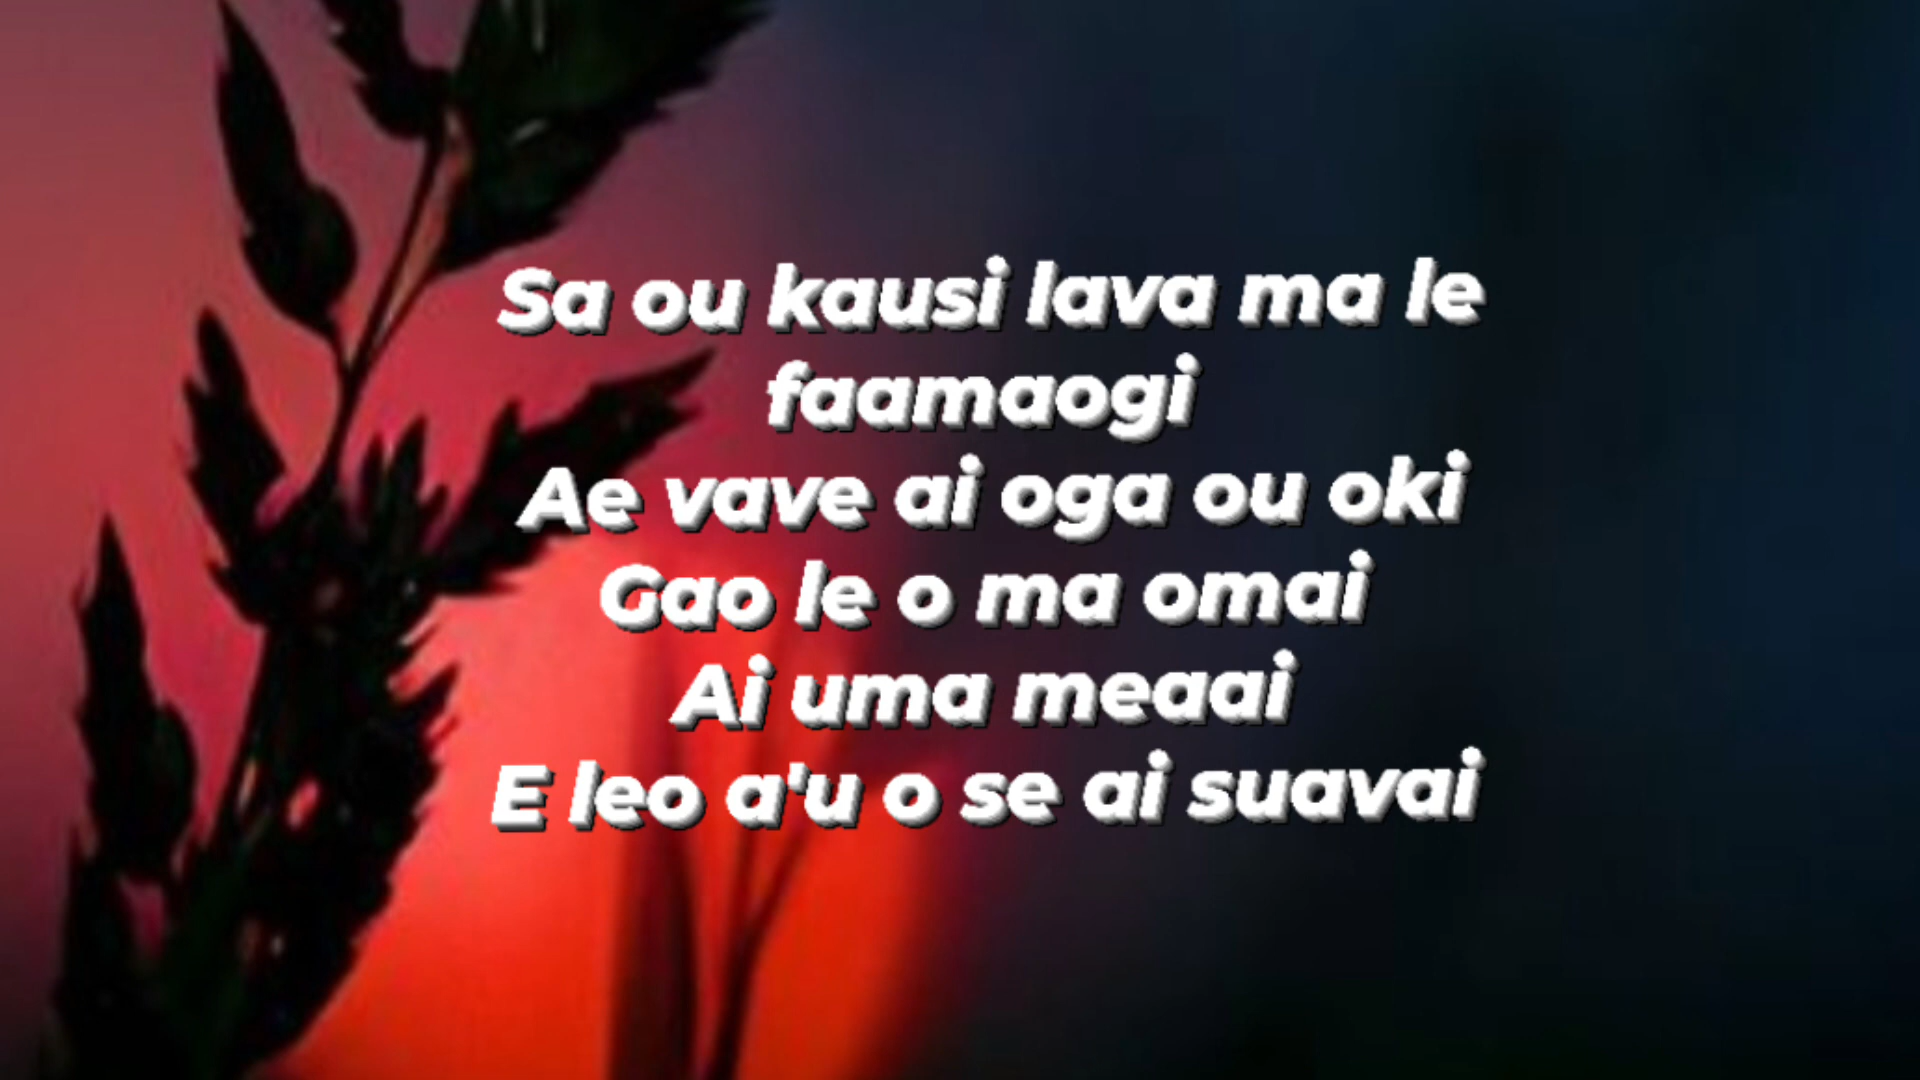 Sa ou kausi lava ma le
faamaogi
Ae vave ai oga ou oki
Gao le o ma omai
Ai uma meaai
E leo a'u o se ai suavai